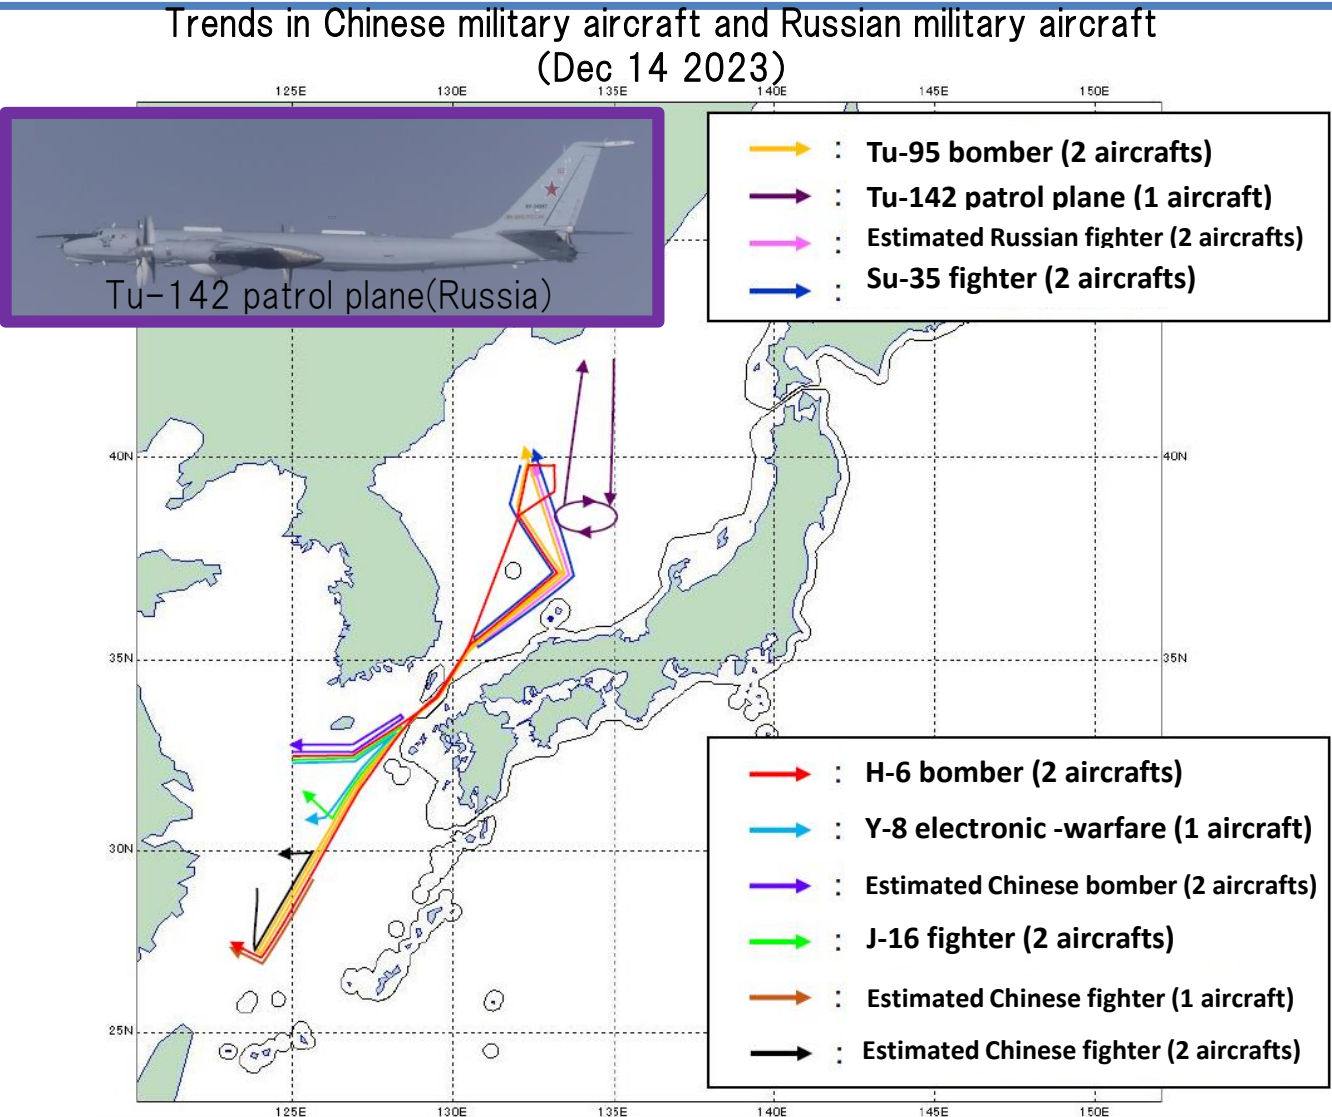 Trends in Chinese military aircraft and Russian military aircraft
(Dec 14 2023)
125E 130E 135E 140E 145E 150E
Tu-142 patrol plane(Russia)
: Tu-95 bomber (2 aircrafts)
: Tu-142 patrol plane (1 aircraft)
: Estimated Russian fighter (2 aircrafts)
: Su-35 fighter (2 aircrafts)
40N 40N
35N 35N
30N
25N
: H-6 bomber (2 aircrafts)
: Y-8 electronic -warfare (1 aircraft)
: Estimated Chinese bomber (2 aircrafts)
: J-16 fighter (2 aircrafts)
: Estimated Chinese fighter (1 aircraft)
: Estimated Chinese fighter (2 aircrafts)
125E 130E 135E 140E 145E 150E